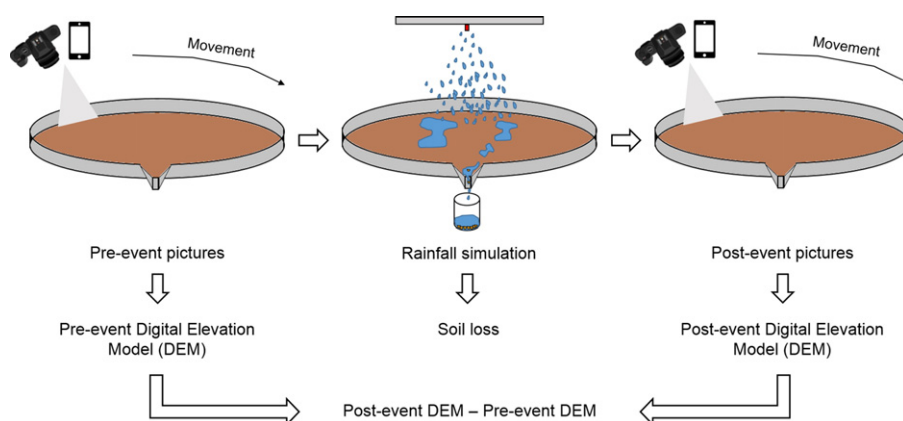 Movement
Movement
Pre-event pictures
Rainfall simulation
Post-event pictures
Pre-event Digital Elevation
Model (DEM)
Soil loss
Post-event Digital Elevation
Model (DEM)
Post-event DEM – Pre-event DEM